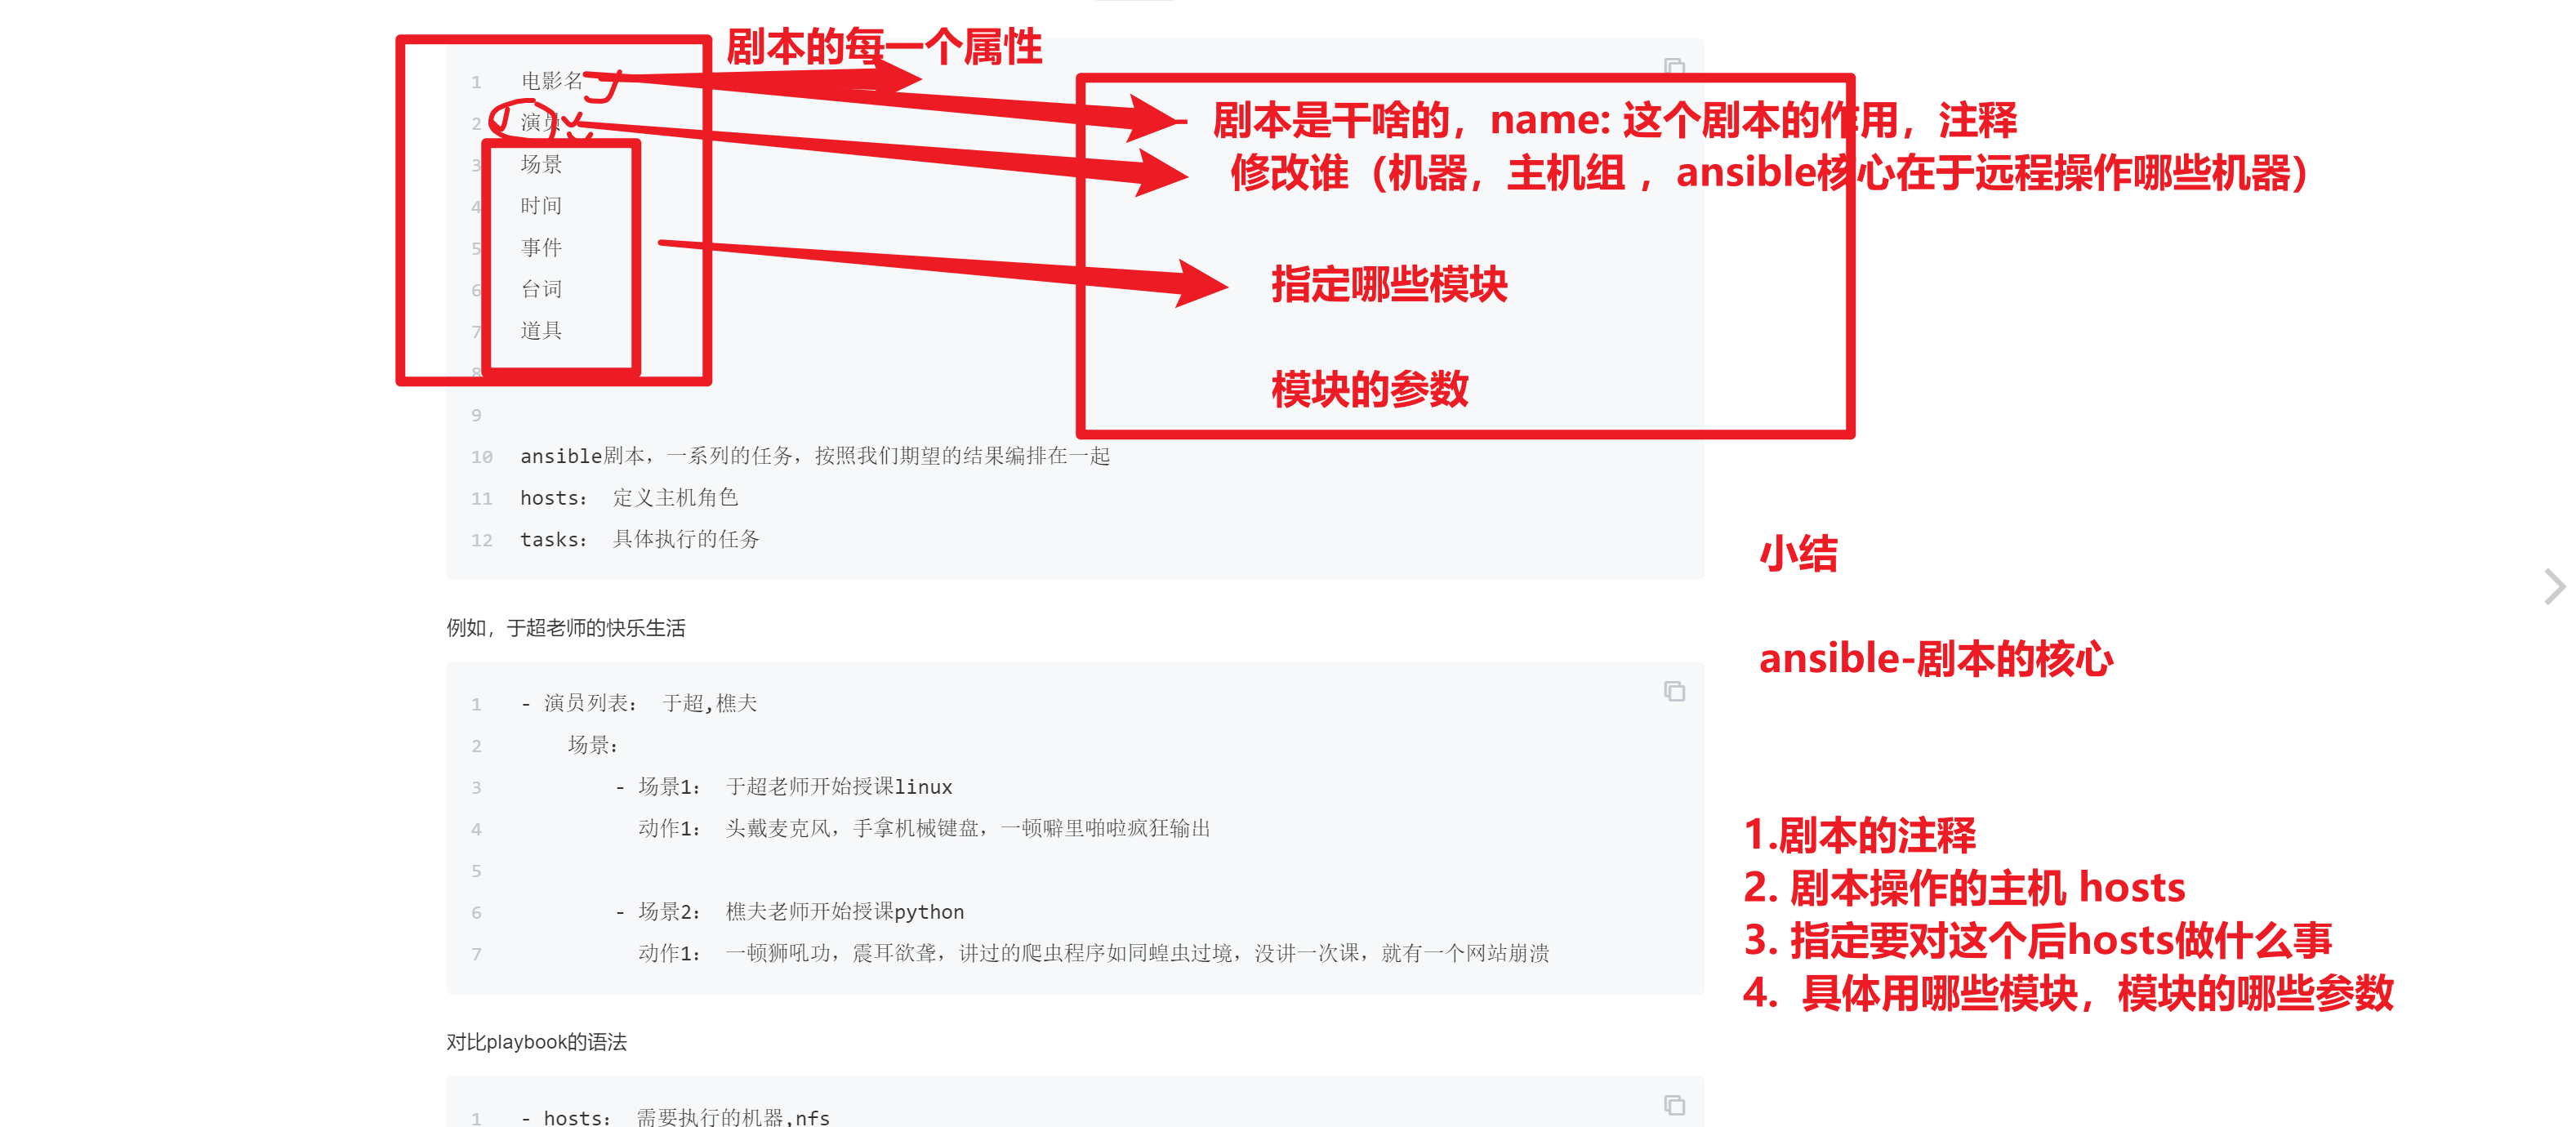 剧本的每一个属性
1 电影名
2 演员
3 场景
4 时间
5 事件
6 台词
7 道具
8
9
- 剧本是干啥的，name: 这个剧本的作用，注释
修改谁（机器，主机组 ，ansible核心在于远程操作哪些机器）
指定哪些模块
模块的参数
10 ansible剧本，一系列的任务，按照我们期望的结果编排在一起
11 hosts： 定义主机角色
12 tasks： 具体执行的任务
小结
ansible-剧本的核心
例如，于超老师的快乐生活
1 - 演员列表： 于超,樵夫
2 场景：
3 - 场景1： 于超老师开始授课linux
4 动作1： 头戴麦克风，手拿机械键盘，一顿噼里啪啦疯狂输出
5
6 - 场景2： 樵夫老师开始授课python
7 动作1： 一顿狮吼功，震耳欲聋，讲过的爬虫程序如同蝗虫过境，没讲一次课，就有一个网站崩溃
1.剧本的注释
2. 剧本操作的主机 hosts
3. 指定要对这个后hosts做什么事
4. 具体用哪些模块，模块的哪些参数
对比playbook的语法
1 - hosts： 需要执行的机器,nfs